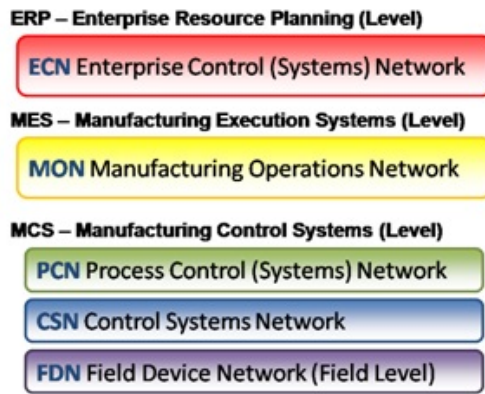 ERP – Enterprise Resource Planning (Level)
ECN Enterprise Control (Systems) Network
MES – Manufacturing Execution Systems (Level)
MON Manufacturing Operations Network
MCS – Manufacturing Control Systems (Level)
PCN Process Control (Systems) Network
CSN Control Systems Network
FDN Field Device Network (Field Level)